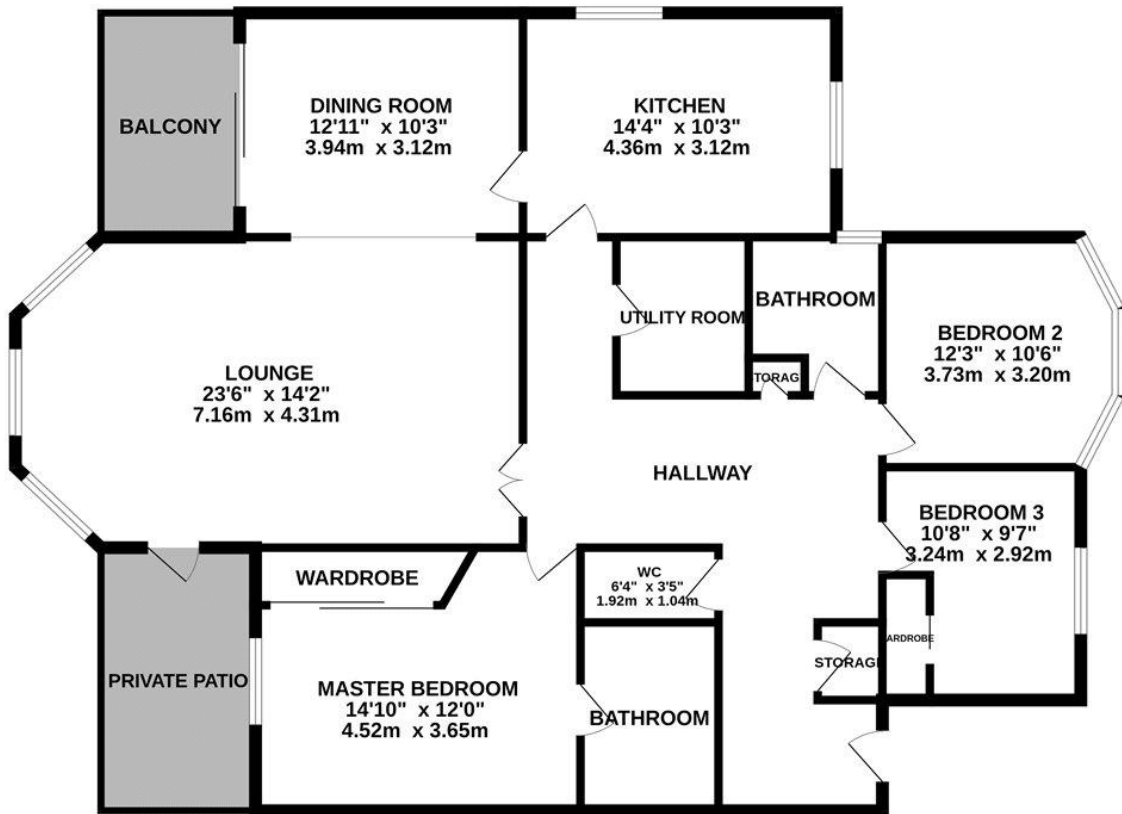 BALCONY
DINING ROOM
12'11" x 10'3"
3.94m x 3.12m
KITCHEN
14'4" x 10'3"
4.36m x 3.12m
LOUNGE
23'6" x 14'2"
7.16m x 4.31m
UTILITY ROOM
BATHROOM
TORAG
BEDROOM 2
12'3" x 10'6"
3.73m x 3.20m
HALLWAY
BEDROOM 3
10'8" x 9'7"
3.24m x 2.92m
WARDROBE
WC
6'4" x 3'5"
1.92m x 1.04m
ARDROBE
STORAGE
PRIVATE PATIO
MASTER BEDROOM
14'10" x 12'0"
4.52m x 3.65m
BATHROOM